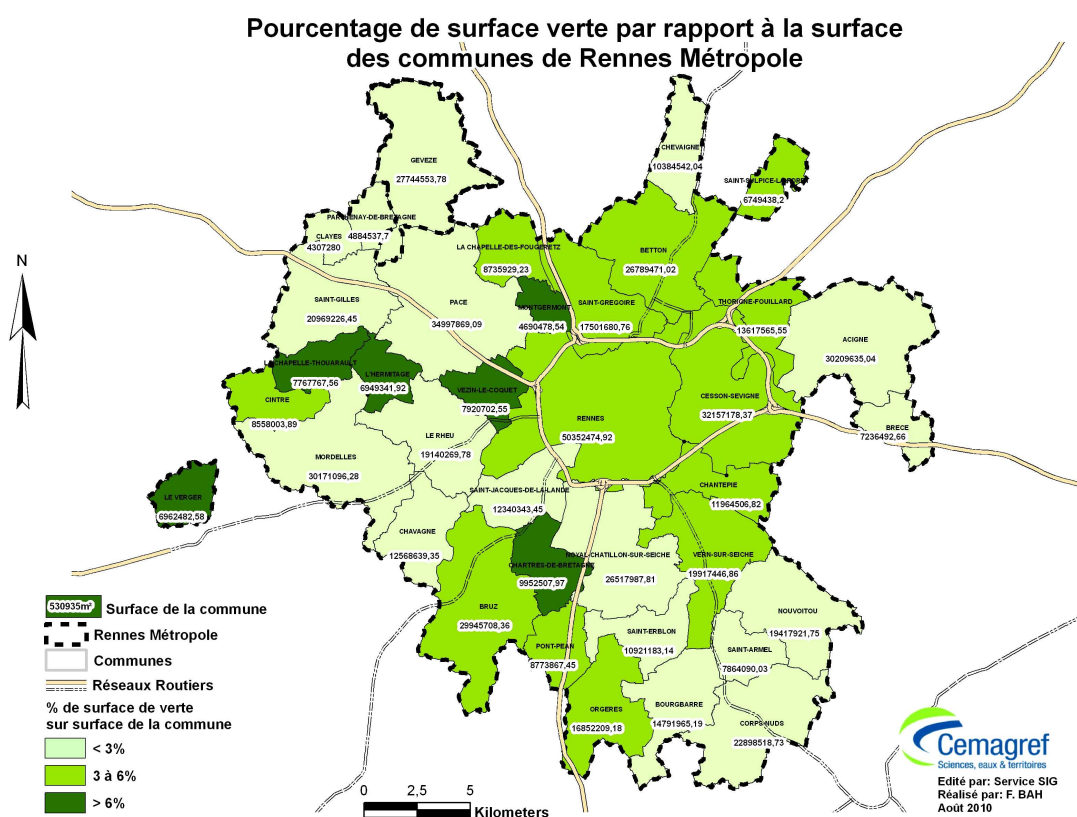 Pourcentage de surface verte par rapport à la surface
des communes de Rennes Métropole
N
GEVEZE
27744553,78
CHEVAIGNE
10384542,04
SAINT-SULPICE-LA-FORET
6749438,2
PARTHENAY-DE-BRETAGNE
4884537,7
CLAYES
4307280
LA CHAPELLE-DES-FOUGERETZ
8735929,23
BETTON
26789471,02
SAINT-GILLES
20969226,45
PACE
34997869,09
MONTGERMONT
4690478,54
SAINT-GREGOIRE
17501680,76
THORIGNE-FOUILLARD
13617565,55
ACIGNE
30209635,04
LA CHAPELLE-THOUARAULT
7767767,56
L'HERMITAGE
6949341,92
VEZIN-LE-COQUET
7920702,55
CINTRE
8558003,89
CESSON-SEVIGNE
32157178,37
RENNES
50352474,92
BRECE
7236492,66
LE RHEU
19140269,78
MORDELLES
30171096,28
LE VERGER
6962482,58
SAINT-JACQUES-DE-LA-LANDE
12340343,45
CHANTEPIE
11964506,82
CHAVAGNE
12568639,35
CHARTRES-DE-BRETAGNE
9952507,97
NOYAL-CHATILLON-SUR-SEICHE
26517987,81
VERN-SUR-SEICHE
19917446,86
BRUZ
29945708,36
NOUVOITOU
19417921,75
SAINT-ERBLON
10921183,14
PONT-PEAN
8773867,45
SAINT-ARMEL
7864090,03
ORGERES
16852209,18
BOURGBARRE
14791965,19
CORPS-NUDS
22898518,73
530935m² Surface de la commune
Rennes Métropole
Communes
Réseaux Routiers
% de surface de verte
sur surface de la commune
< 3%
3 à 6%
> 6%
0 2,5 5
Kilometers
Cemagref
Sciences, eaux & territoires
Edité par: Service SIG
Réalisé par: F. BAH
Août 2010